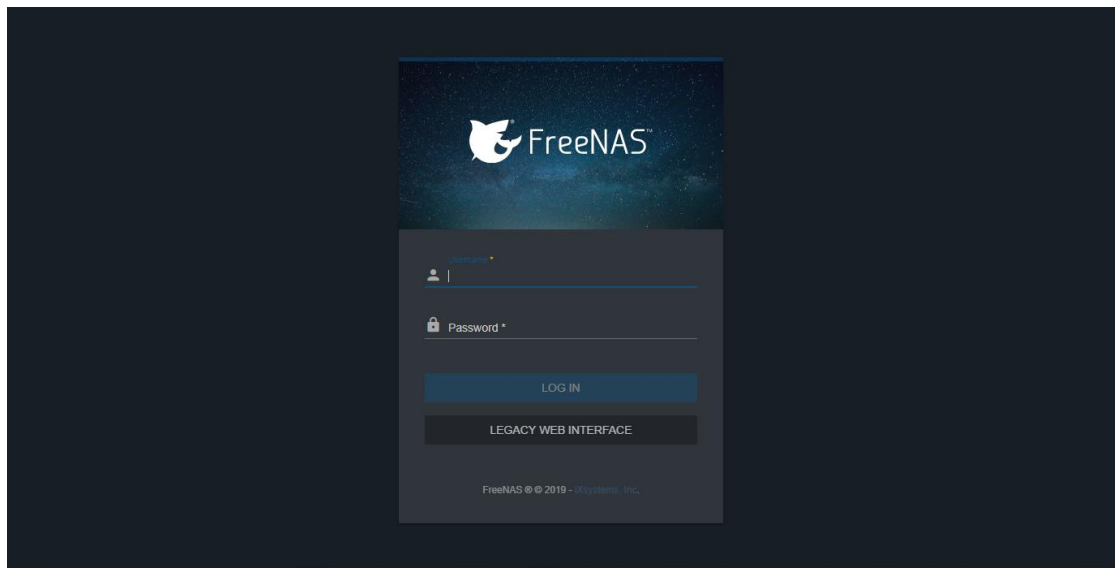 FreeNAS™
Username *
Password *
LOG IN
LEGACY WEB INTERFACE
FreeNAS ® © 2019 - iXsystems, Inc.